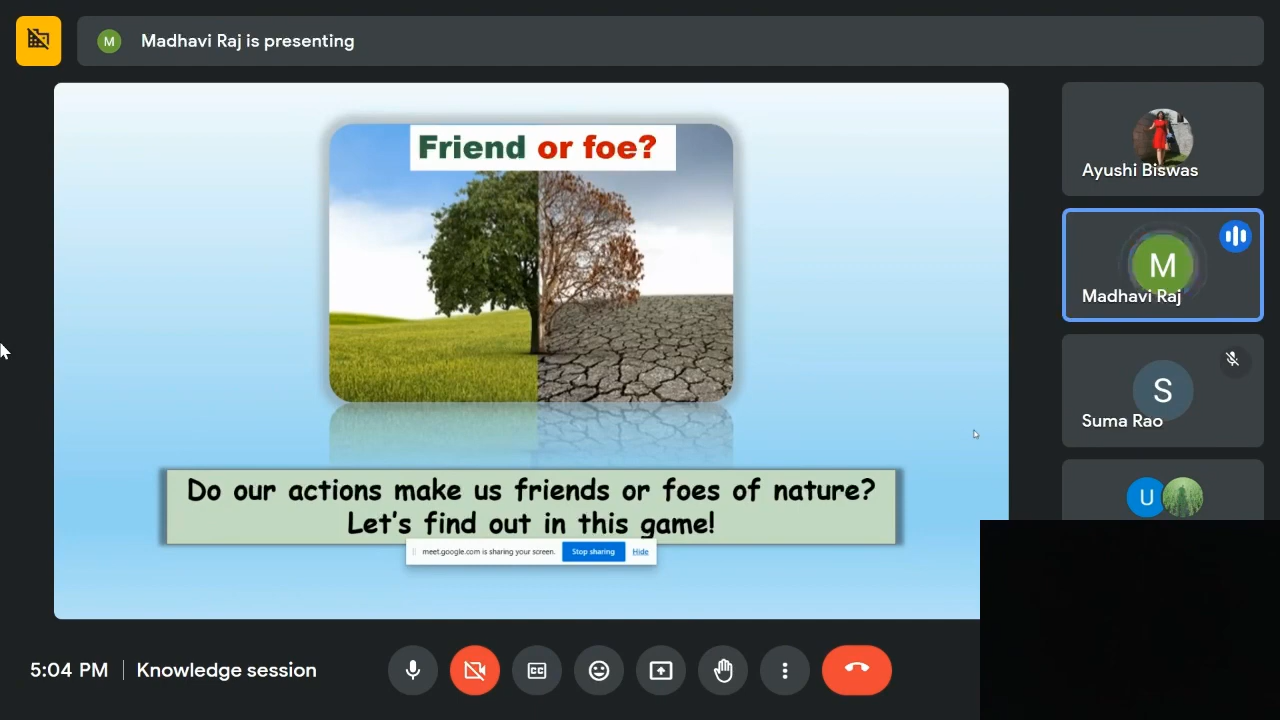 M
Madhavi Raj is presenting
Friend or foe?
Do our actions make us friends or foes of nature?
Let's find out in this game!
meet.google.com is sharing your screen.
Stop sharing
Hide
Ayushi Biswas
M
Madhavi Raj
S
Suma Rao
U
5:04 PM
Knowledge session
CC